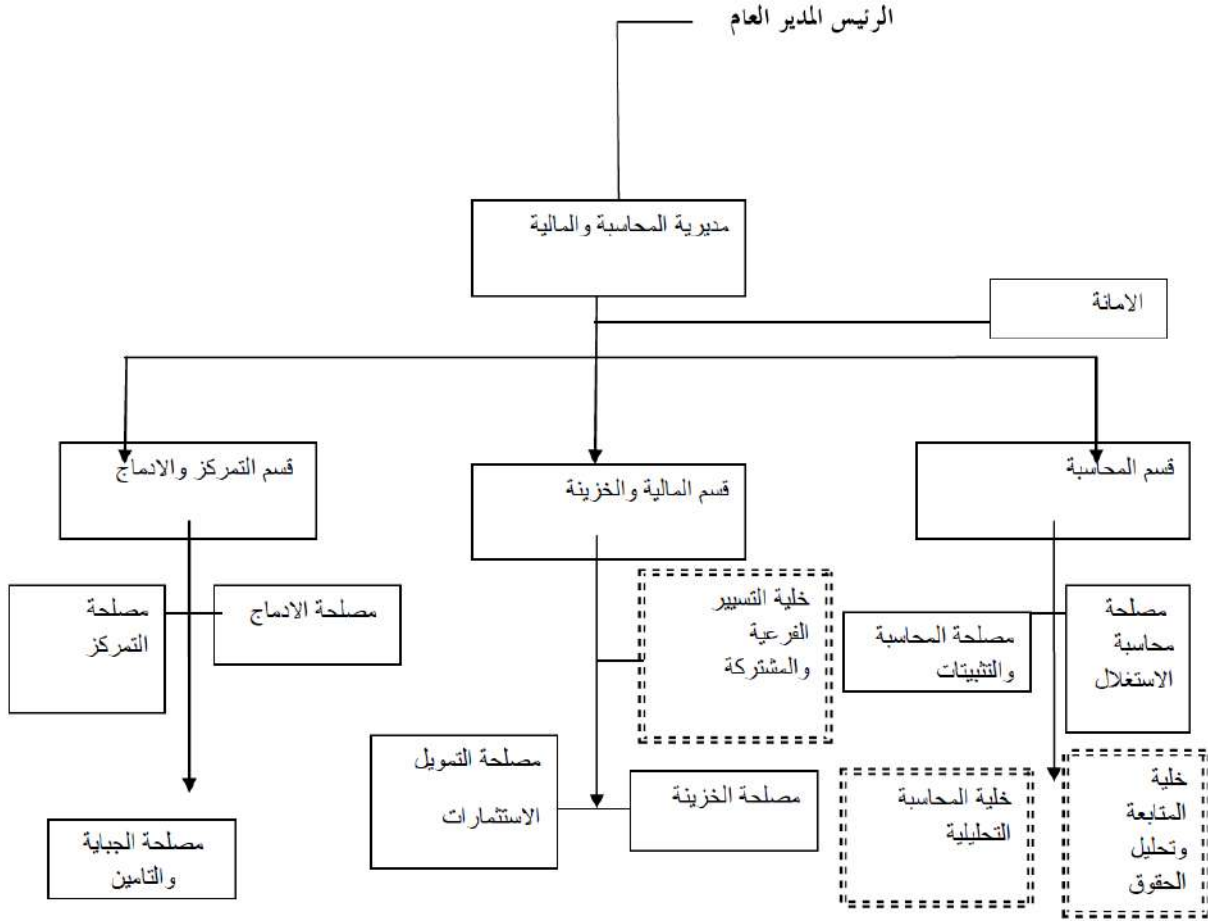 الرئيس المدير العام
مديرية المحاسبة والمالية
الامانة
قسم المحاسبة
قسم المالية والخزينة
قسم التمركز والادماج
مصلحة
محاسبة
الاستغلال
مصلحة المحاسبة
والتثبيتات
خلية التسيير
الفرعية
والمشتركة
مصلحة الادماج
مصلحة
التمركز
خلية
المتابعة
وتحليل
الحقوق
خلية المحاسبة
التحليلية
مصلحة الخزينة
مصلحة التمويل
الاستثمارات
مصلحة الجباية
والتامين